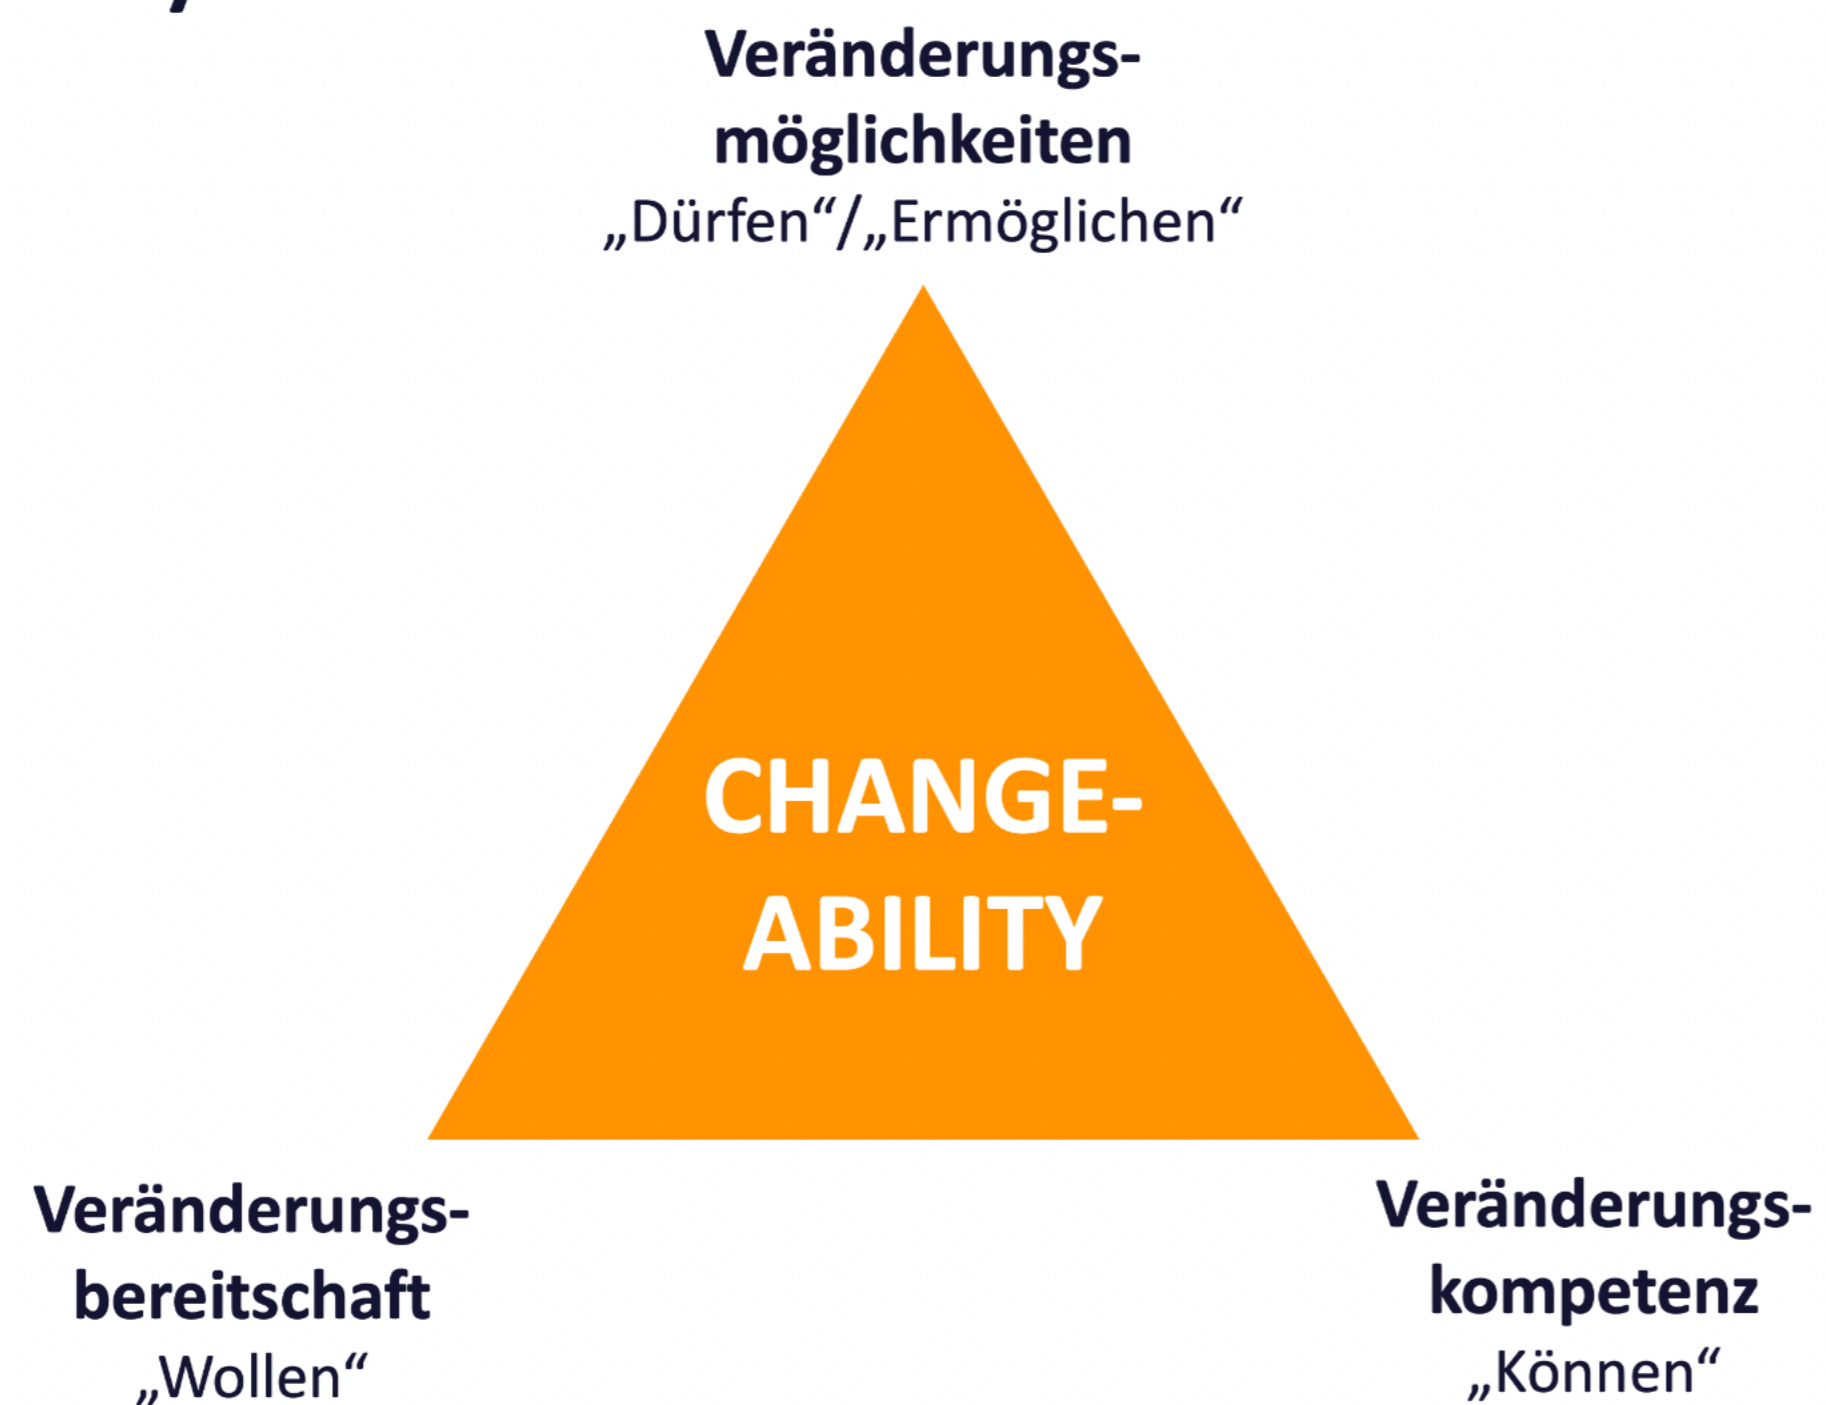 Veränderungs-
möglichkeiten
„Dürfen“/„Ermöglichen“
CHANGE-
ABILITY
Veränderungs-
bereitschaft
„Wollen“
Veränderungs-
kompetenz
„Können“